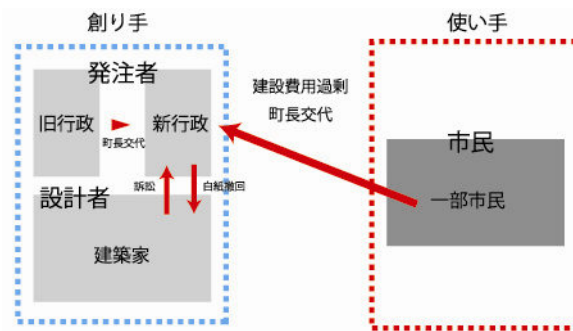 創り手
使い手
発注者
旧行政
新行政
町長交代
建設費用過剰
町長交代
設計者
訴訟
白紙撤回
建築家
市民
一部市民